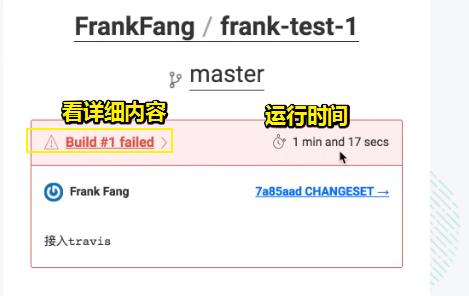 FrankFang / frank-test-1
master
看详细内容
运行时间
Build #1 failed
1 min and 17 secs
Frank Fang
7a85aad CHANGESET →
接入travis